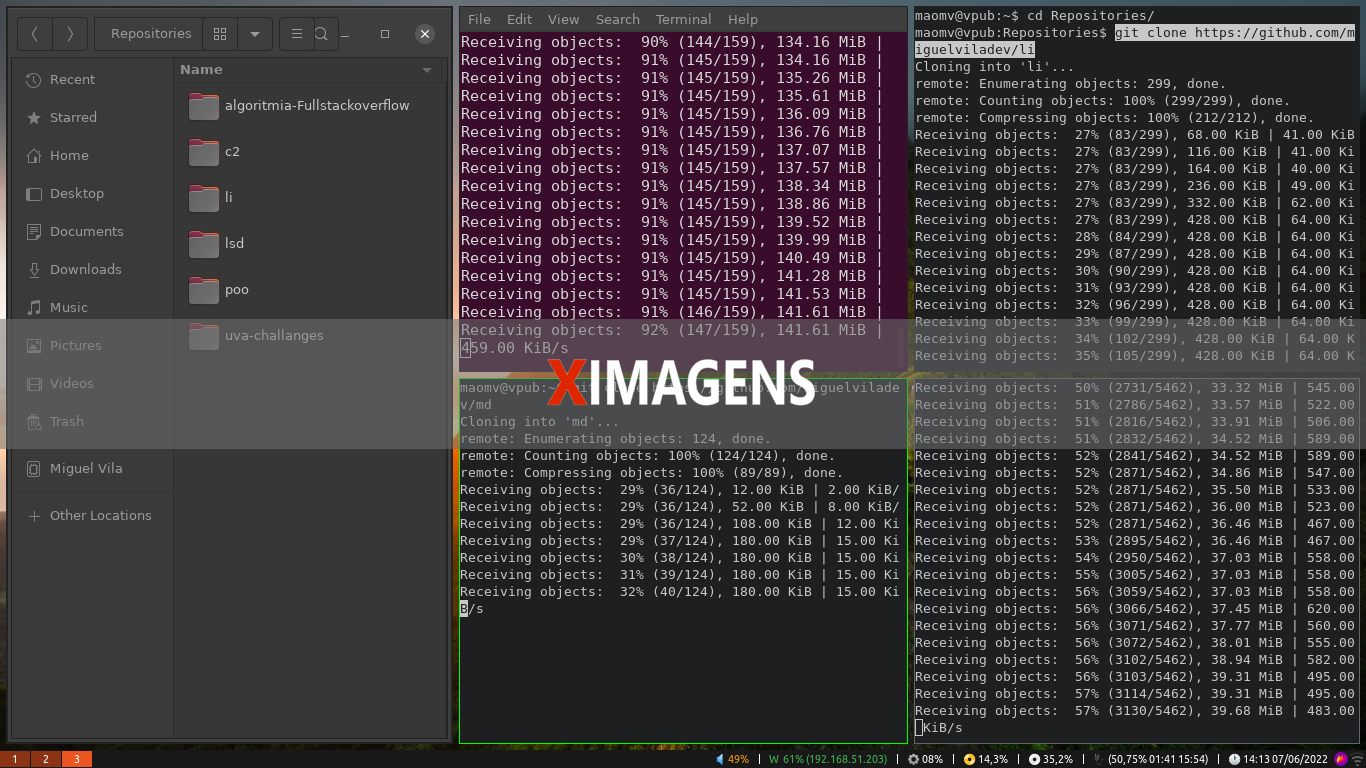 Repositories
Name
Recent
Starred
Home
Desktop
Documents
Downloads
Music
Pictures
Videos
Trash
Miguel Vila
Other Locations
algoritmia-Fullstackoverflow
c2
li
lsd
poo
uva-challanges
File Edit View Search Terminal Help
Receiving objects:  90% (144/159), 134.16 MiB |
Receiving objects:  91% (145/159), 134.16 MiB |
Receiving objects:  91% (145/159), 135.26 MiB |
Receiving objects:  91% (145/159), 135.61 MiB |
Receiving objects:  91% (145/159), 136.09 MiB |
Receiving objects:  91% (145/159), 136.76 MiB |
Receiving objects:  91% (145/159), 137.07 MiB |
Receiving objects:  91% (145/159), 137.57 MiB |
Receiving objects:  91% (145/159), 138.34 MiB |
Receiving objects:  91% (145/159), 138.86 MiB |
Receiving objects:  91% (145/159), 139.52 MiB |
Receiving objects:  91% (145/159), 139.99 MiB |
Receiving objects:  91% (145/159), 140.49 MiB |
Receiving objects:  91% (145/159), 141.28 MiB |
Receiving objects:  91% (145/159), 141.53 MiB |
Receiving objects:  91% (146/159), 141.61 MiB |
Receiving objects:  92% (147/159), 141.61 MiB |
459.00 KiB/s
maomv@vpub:~$ cd Repositories/
maomv@vpub:Repositories$ git clone https://github.com/m
iguelviladev/li
Cloning into 'li'...
remote: Enumerating objects: 299, done.
remote: Counting objects: 100% (299/299), done.
remote: Compressing objects: 100% (212/212), done.
Receiving objects:  27% (83/299), 68.00 KiB | 41.00 KiB
Receiving objects:  27% (83/299), 116.00 KiB | 41.00 Ki
Receiving objects:  27% (83/299), 164.00 KiB | 40.00 Ki
Receiving objects:  27% (83/299), 236.00 KiB | 49.00 Ki
Receiving objects:  27% (83/299), 332.00 KiB | 62.00 Ki
Receiving objects:  27% (83/299), 428.00 KiB | 64.00 Ki
Receiving objects:  28% (84/299), 428.00 KiB | 64.00 Ki
Receiving objects:  29% (87/299), 428.00 KiB | 64.00 Ki
Receiving objects:  30% (90/299), 428.00 KiB | 64.00 Ki
Receiving objects:  31% (93/299), 428.00 KiB | 64.00 Ki
Receiving objects:  32% (96/299), 428.00 KiB | 64.00 Ki
Receiving objects:  33% (99/299), 428.00 KiB | 64.00 Ki
Receiving objects:  34% (102/299), 428.00 KiB | 64.00 K
Receiving objects:  35% (105/299), 428.00 KiB | 64.00 K
XIMAGENS
maomv@vpub:~
v/md
Cloning into 'md'...
remote: Enumerating objects: 124, done.
remote: Counting objects: 100% (124/124), done.
remote: Compressing objects: 100% (89/89), done.
Receiving objects:  29% (36/124), 12.00 KiB | 2.00 KiB/
Receiving objects:  29% (36/124), 52.00 KiB | 8.00 KiB/
Receiving objects:  29% (36/124), 108.00 KiB | 12.00 Ki
Receiving objects:  29% (37/124), 180.00 KiB | 15.00 Ki
Receiving objects:  30% (38/124), 180.00 KiB | 15.00 Ki
Receiving objects:  31% (39/124), 180.00 KiB | 15.00 Ki
Receiving objects:  32% (40/124), 180.00 KiB | 15.00 Ki
B/s
Receiving objects:  50% (2731/5462), 33.32 MiB | 545.00
Receiving objects:  51% (2786/5462), 33.57 MiB | 522.00
Receiving objects:  51% (2816/5462), 33.91 MiB | 506.00
Receiving objects:  51% (2832/5462), 34.52 MiB | 589.00
Receiving objects:  52% (2841/5462), 34.52 MiB | 589.00
Receiving objects:  52% (2871/5462), 34.86 MiB | 547.00
Receiving objects:  52% (2871/5462), 35.50 MiB | 533.00
Receiving objects:  52% (2871/5462), 36.00 MiB | 523.00
Receiving objects:  52% (2871/5462), 36.46 MiB | 467.00
Receiving objects:  53% (2895/5462), 36.46 MiB | 467.00
Receiving objects:  54% (2950/5462), 37.03 MiB | 558.00
Receiving objects:  55% (3005/5462), 37.03 MiB | 558.00
Receiving objects:  56% (3059/5462), 37.03 MiB | 558.00
Receiving objects:  56% (3066/5462), 37.45 MiB | 620.00
Receiving objects:  56% (3071/5462), 37.77 MiB | 560.00
Receiving objects:  56% (3072/5462), 38.01 MiB | 555.00
Receiving objects:  56% (3102/5462), 38.94 MiB | 582.00
Receiving objects:  56% (3103/5462), 39.31 MiB | 495.00
Receiving objects:  57% (3114/5462), 39.31 MiB | 495.00
Receiving objects:  57% (3130/5462), 39.68 MiB | 483.00
KiB/s
1 2 3
49% | W 61% (192.168.51.203) | 08% | 14,3% | 35,2% | (50,75% 01:41 15:54) | 14:13 07/06/2022